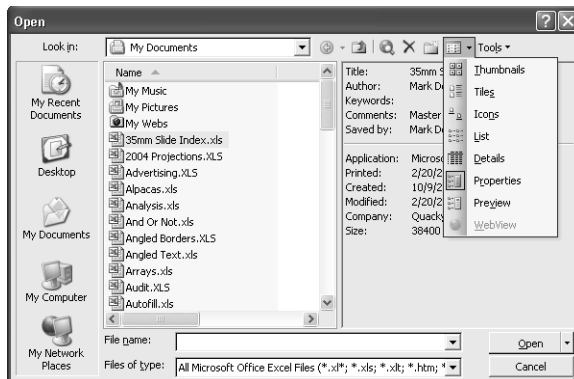 Open
Look in:
My Documents
Tools
My Recent Documents
Desktop
My Documents
My Computer
My Network Places
Name
My Music
My Pictures
My Webs
35mm Slide Index.xls
2004 Projections.XLS
Advertising.XLS
Alpacas.xls
Analysis.xls
And Or Not.xls
Angled Borders.XLS
Angled Text.xls
Arrays.xls
Audit.XLS
Autofill.xls
Title: 35mm S
Author: Mark D
Keywords:
Comments: Master
Saved by: Mark D
Application: Micros
Printed: 2/20/2
Created: 10/9/2
Modified: 2/20/2
Company: Quacky
Size: 38400
Thumbnails
Tiles
Icons
List
Details
Properties
Preview
WebView
File name:
Open
Files of type: All Microsoft Office Excel Files (*.xl*; *.xls; *.xlt; *.htm; *
Cancel